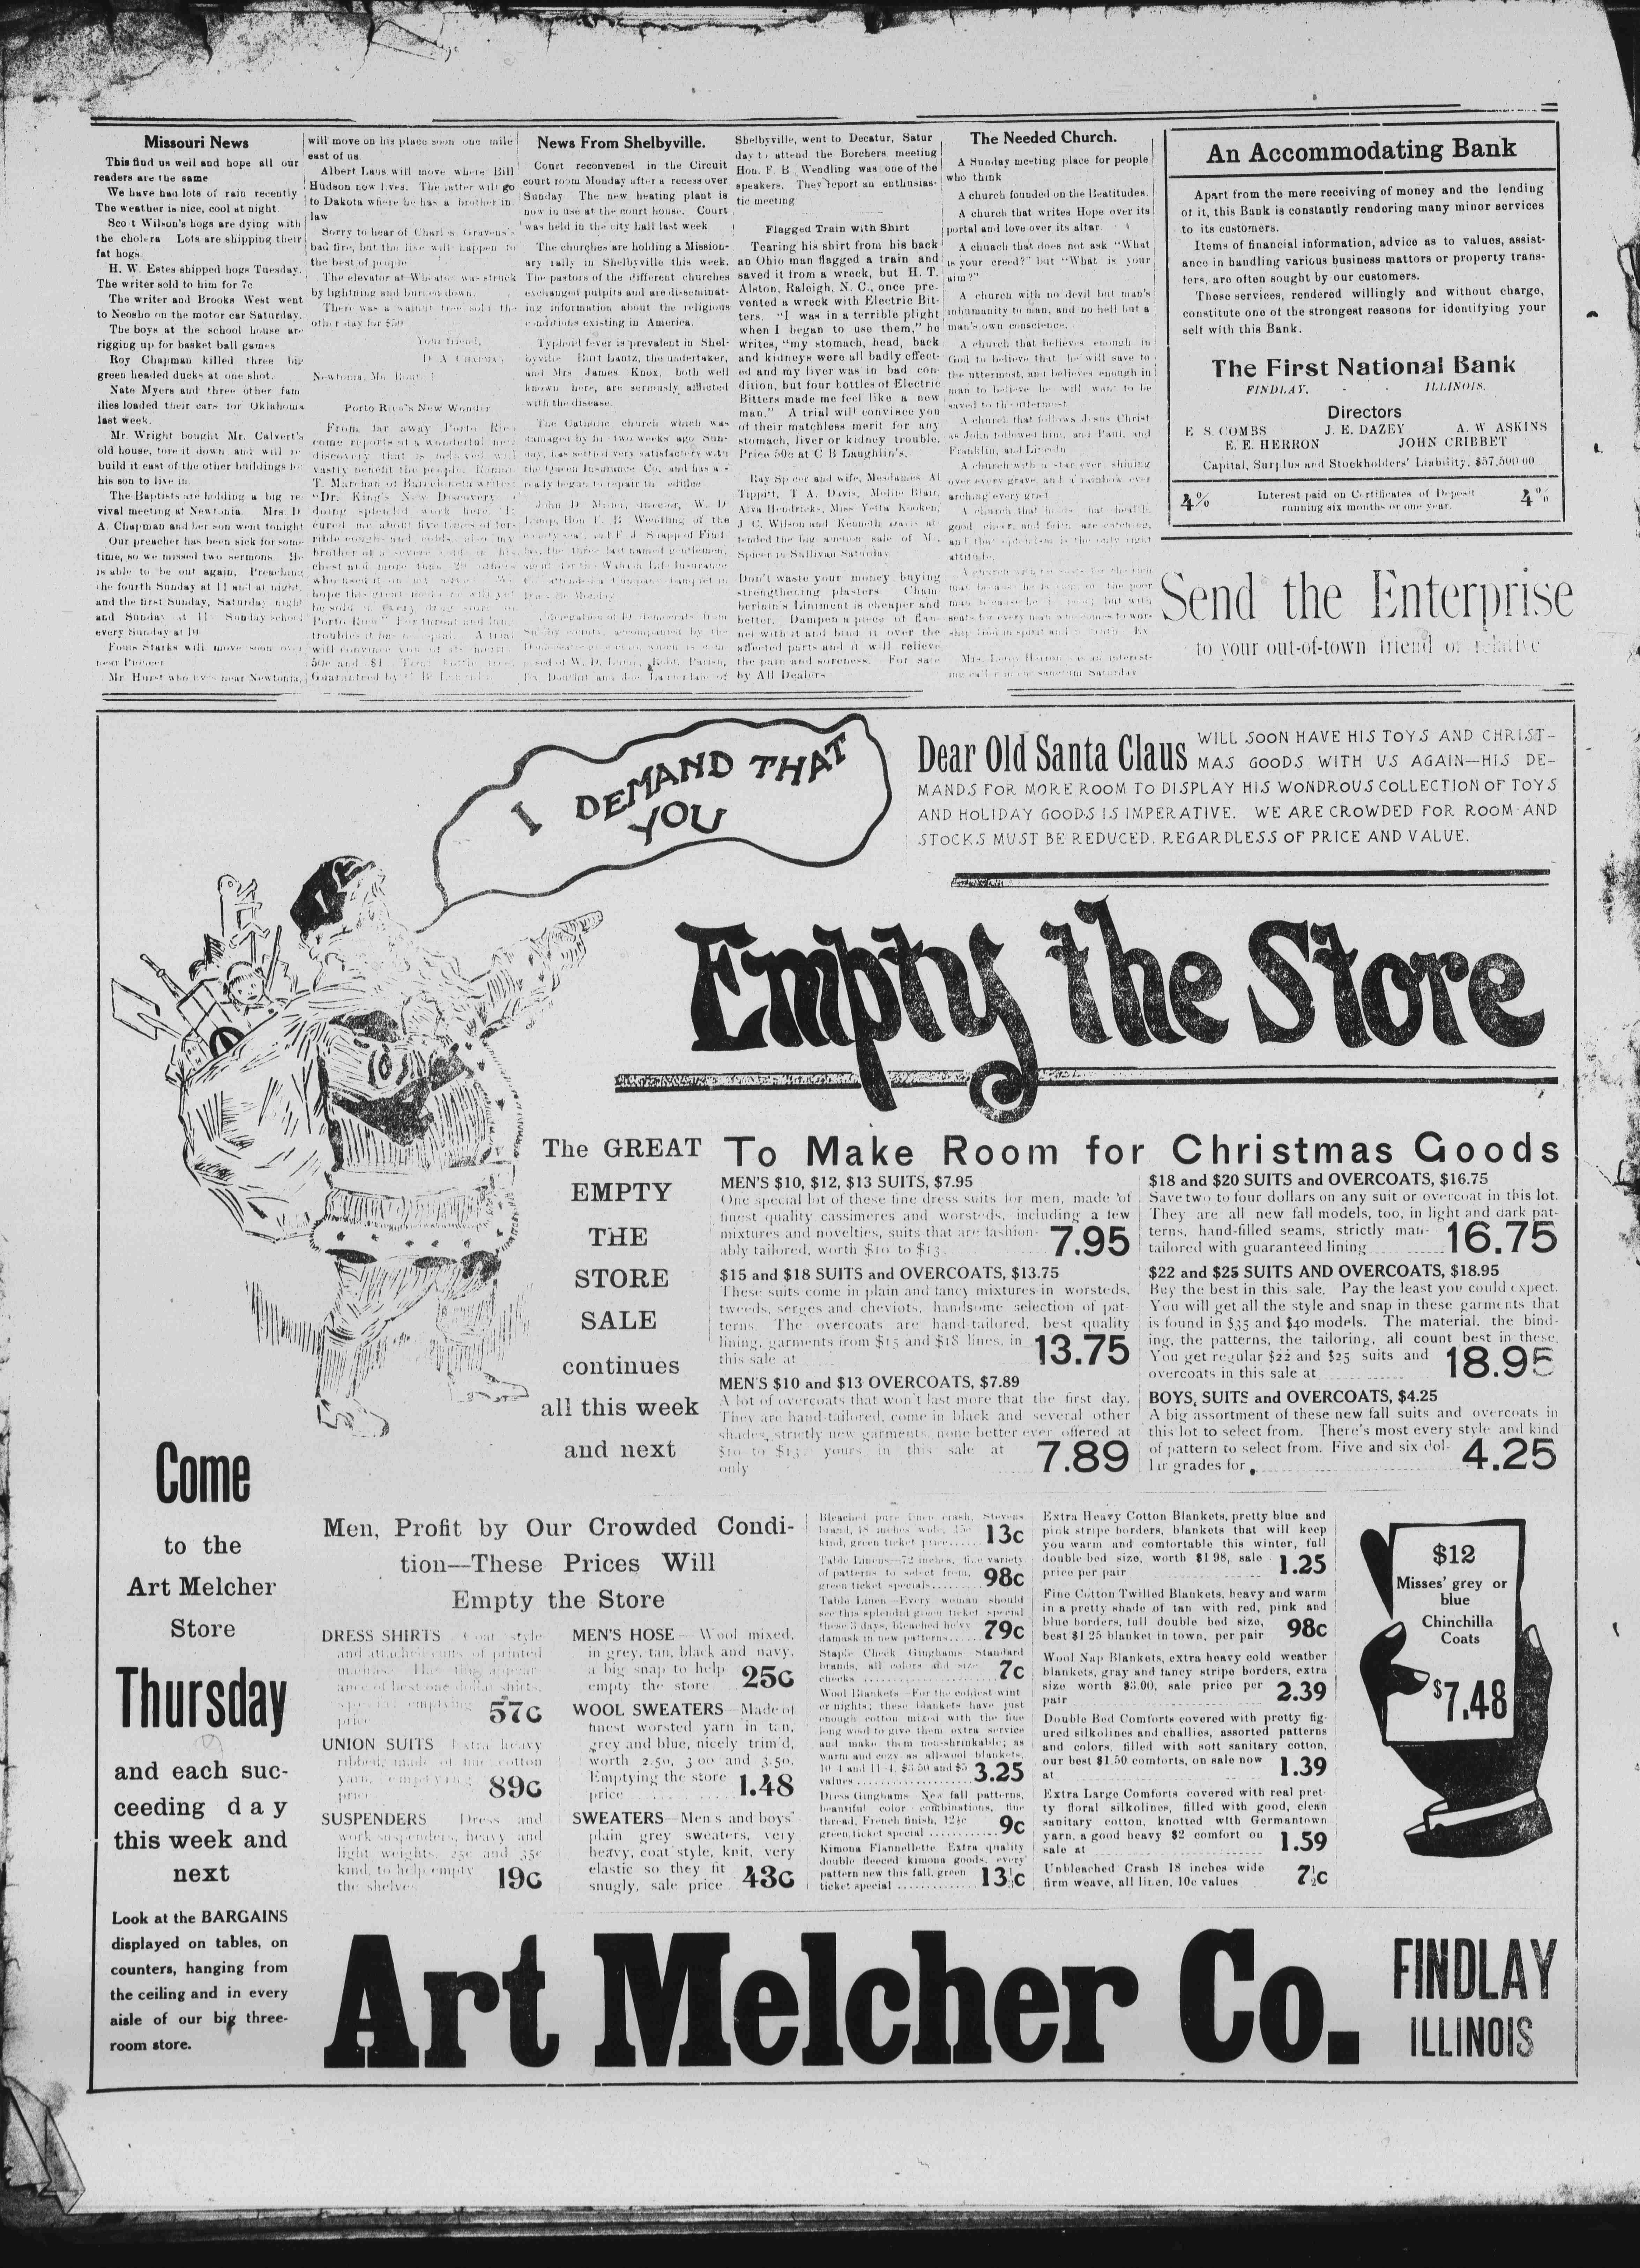 Missouri News
This find us well and hope all our
readers are the same
We have had lots of rain recently
The weather is nice, cool at night.
Scott Wilson's hogs are dying with
the cholera Lots are shipping their
fat hogs.
H. W. Estes shipped hogs Tuesday.
The writer sold to him for 7c
The writer and Brooks West went
to Neosho on the motor car Saturday.
The boys at the school house are
rigging up for basket ball games
Roy Chapman killed three big
green headed ducks at one shot.
Nate Myers and three other fam
ilies loaded their cars for Oklahoma
last week.
Mr. Wright bought Mr. Calvert's
old house, tore it down and will re
build it east of the other buildings for
his son to live in
The Baptists are holding a big re
vival meeting at Newtonia. Mrs. D
A. Chapman and her son went tonight
Our preacher has been sick for some
time, so we missed two sermons He
is able to be out again. Preaching
the fourth Sunday at 11 and at night,
and the first Sunday, Saturday night
and Sunday at 11 Sunday school
every Sunday at 10
Fonts Starks will move soon over
near Pioneer
Mr Hurst who lives near Newtonia,
will move on his place soon one mile
east of us
Albert Laus will move where Bill
Hudson now lives. The latter will go
to Dakota where he has a brother in
law
Sorry to hear of Charles Gravens's
bad fire, but the like will happen to
the best of people
The elevator at Wheaton was struck
by lightning and burned down.
There was a walnut tree sold the
other day for $50
Your friend,
D. A. Chapman
Newtonia, Mo.
Porto Rico's New Wonder
From far away Porto Rico
come reports of a wonderful new
discovery that is believed will
vastly benefit the people. Ramon
T. Marchan of Barceloneta writes
"Dr. King's New Discovery
doing splendid work here. It
cured me about five times of ter-
rible coughs and colds, also my
brother of a severe cold in his
chest and more than 20 others
who used it on my advice. We
hope this great medicine will yet
be sold in every drug store in
Porto Rico." For throat and lung
troubles it has no equal. A trial
will convince you of its merit
50c and $1.
Guaranteed by
News From Shelbyville.
Court reconvened in the Circuit
court room Monday after a recess over
Sunday The new heating plant is
now in use at the court house. Court
was held in the city hall last week
The churches are holding a Mission-
ary rally in Shelbyville this week.
The pastors of the different churches
exchanged pulpits and are disseminat-
ing information about the religious
conditions existing in America.
Typhoid fever is prevalent in Shel-
byville Bart Lantz, the undertaker,
and Mrs James Knox, both well
known here, are seriously afflicted
with the disease.
The Catholic church which was
damaged by fire two weeks ago Sun-
day, has settled very satisfactory with
the Queen Insurance Co. and has al-
ready began to repair the edifice
John D Miner, director, W. D
Hon. F. B. Wendling of the
county seat, and F. J. of Find-
lay, the three last named gentlemen,
Life Insurance
attended a Company banquet in
Danville Monday
A delegation of 10 democrats from
Shelby county, accompanied by the
Shelbyville, went to Decatur, Satur
day to attend the Borchers meeting
Hon. F. B Wendling was one of the
speakers. They report an enthusias-
tic meeting
Flagged Train with Shirt
Tearing his shirt from his back
an Ohio man flagged a train and
saved it from a wreck, but H. T.
Alston, Raleigh, N. C., once pre-
vented a wreck with Electric Bit-
ters. "I was in a terrible plight
when I began to use them," he
writes, "my stomach, head, back
and kidneys were all badly effect-
ed and my liver was in bad con-
dition, but four bottles of Electric
Bitters made me feel like a new
man." A trial will convisce you
of their matchless merit for any
stomach, liver or kidney trouble.
Price 50c at C B Laughlin's.
Ray Spicer and wife, Mesdames Al
Tippitt, T A. Davis, Molite Blair,
Alva Hendricks, Miss Yotta Kooken,
J C. Wilson and Kenneth Davis at-
tended the big auction sale of M.
Spicer in Sullivan Saturday
Don't waste your money buying
strengthening plasters Cham
berlain's Liniment is cheaper and
better. Dampen a piece of flan-
nel with it and bind it over the
affected parts and it will relieve
the pain and soreness. For sale
by All Dealers
The Needed Church.
A Sunday meeting place for people
who think
A church founded on the Beatitudes.
A church that writes Hope over its
portal and love over its altar.
A chuach that does not ask "What
is your creed?" but "What is your
aim?"
A church with no devil but man's
inhumanity to man, and no hell but a
man's own conscience.
A church that believes enough in
God to believe that he will save to
the uttermost, and believes enough in
man to believe he will want to be
saved to the uttermost
A church that follows Jesus Christ
as John followed him, and Paul, and
Franklin, and Lincoln
A church with a star ever shining
over every grave, and a rainbow ever
arching every grief
A church that holds that health,
good cheer, and faith are catching,
and that optimism is the only right
attitude.
A church with no seats for the rich
man because he is rich, or the poor
man because he is poor; but with
seats for every man who comes to wor-
ship God in spirit and in truth. Ex
An Accommodating Bank
Apart from the mere receiving of money and the lending
of it, this Bank is constantly rendering many minor services
to its customers.
Items of financial information, advice as to values, assist-
ance in handling various business mattors or property trans-
fers, are often sought by our customers.
These services, rendered willingly and without charge,
constitute one of the strongest reasons for identifying your
self with this Bank.
The First National Bank
FINDLAY. - - ILLINOIS.
Directors
E S. COMBS J. E. DAZEY A. W ASKINS
E. E. HERRON JOHN CRIBBET
Capital, Surplus and Stockholders' Liability. $57,500 00
4% Interest paid on Certificates of Deposit 4%
running six months or one year.
Send the Enterprise
to your out-of-town friend or relative
I DEMAND THAT
YOU
Dear Old Santa Claus WILL SOON HAVE HIS TOYS AND CHRIST-
MAS GOODS WITH US AGAIN—HIS DE-
MANDS FOR MORE ROOM TO DISPLAY HIS WONDROUS COLLECTION OF TOYS
AND HOLIDAY GOODS IS IMPERATIVE. WE ARE CROWDED FOR ROOM AND
STOCKS MUST BE REDUCED, REGARDLESS OF PRICE AND VALUE.
Empty the Store
The GREAT
EMPTY
THE
STORE
SALE
continues
all this week
and next
To Make Room for Christmas Goods
MEN'S $10, $12, $13 SUITS, $7.95
One special lot of these fine dress suits for men, made of
finest quality cassimeres and worsteds, including a few
mixtures and novelties, suits that are fashion-
ably tailored, worth $10 to $13 7.95
$15 and $18 SUITS and OVERCOATS, $13.75
These suits come in plain and fancy mixtures in worsteds,
tweeds, serges and cheviots, handsome selection of pat-
terns. The overcoats are hand-tailored, best quality
lining, garments from $15 and $18 lines, in
this sale at 13.75
MEN'S $10 and $13 OVERCOATS, $7.89
A lot of overcoats that won't last more that the first day.
They are hand-tailored, come in black and several other
shades, strictly new garments, none better ever offered at
$10 to $13, yours in this sale at
only 7.89
$18 and $20 SUITS and OVERCOATS, $16.75
Save two to four dollars on any suit or overcoat in this lot.
They are all new fall models, too, in light and dark pat-
terns, hand-filled seams, strictly man-
tailored with guaranteed lining 16.75
$22 and $25 SUITS AND OVERCOATS, $18.95
Buy the best in this sale. Pay the least you could expect.
You will get all the style and snap in these garments that
is found in $35 and $40 models. The material, the bind-
ing, the patterns, the tailoring, all count best in these.
You get regular $22 and $25 suits and
overcoats in this sale at 18.95
BOYS, SUITS and OVERCOATS, $4.25
A big assortment of these new fall suits and overcoats in
this lot to select from. There's most every style and kind
of pattern to select from. Five and six dol-
lar grades for 4.25
Come
to the
Art Melcher
Store
Thursday
and each suc-
ceeding day
this week and
next
Look at the BARGAINS
displayed on tables, on
counters, hanging from
the ceiling and in every
aisle of our big three-
room store.
Men, Profit by Our Crowded Condi-
tion—These Prices Will
Empty the Store
DRESS SHIRTS Coat style
and attached cuffs of printed
madras. Has the appear-
ance of best one dollar shirts,
special emptying
price 57c
UNION SUITS Extra heavy
ribbed, made of fine cotton
yarn, emptying
price 89c
SUSPENDERS Dress and
work suspenders, heavy and
light weights, 25c and 35c
kind, to help empty
the shelves 19c
MEN'S HOSE—Wool mixed,
in grey, tan, black and navy,
a big snap to help
empty the store 25c
WOOL SWEATERS—Made of
finest worsted yarn in tan,
grey and blue, nicely trim'd,
worth 2.50, 3.00 and 3.50,
Emptying the store
price 1.48
SWEATERS—Men's and boys'
plain grey sweaters, very
heavy, coat style, knit, very
elastic so they fit
snugly, sale price 43c
Bleached pure linen crash, Stevens
brand, 18 inches wide, 15c
kind, green ticket price 13c
Table Linens—72 inches, fine variety
of patterns to select from,
green ticket specials 98c
Table Linen—Every woman should
see this splendid green ticket special
these 3 days, bleached heavy
damask in new patterns 79c
Staple Check Ginghams Standard
brands, all colors and size
checks 7c
Wool Blankets—For the coldest wint
er nights; these blankets have just
enough cotton mixed with the fine
long wool to give them extra service
and make them non-shrinkable; as
warm and cozy as all-wool blankets,
10-4 and 11-4, $3.50 and $5
values 3.25
Dress Ginghams New fall patterns,
beautiful color combinations, fine
thread, French finish, 12½c
green ticket special 9c
Kimona Flannellette Extra quality
double fleeced kimona goods, every
pattern new this fall, green
ticket special 13½c
Extra Heavy Cotton Blankets, pretty blue and
pink stripe borders, blankets that will keep
you warm and comfortable this winter, full
double bed size, worth $1 98, sale
price per pair 1.25
Fine Cotton Twilled Blankets, heavy and warm
in a pretty shade of tan with red, pink and
blue borders, full double bed size,
best $1 25 blanket in town, per pair 98c
Wool Nap Blankets, extra heavy cold weather
blankets, gray and fancy stripe borders, extra
size worth $3.00, sale price per
pair 2.39
Double Bed Comforts covered with pretty fig-
ured silkolines and challies, assorted patterns
and colors, filled with soft sanitary cotton,
our best $1.50 comforts, on sale now
at 1.39
Extra Large Comforts covered with real pret-
ty floral silkolines, filled with good, clean
sanitary cotton, knotted with Germantown
yarn, a good heavy $2 comfort on
sale at 1.59
Unbleached Crash 18 inches wide
firm weave, all linen, 10c values 7½c
$12
Misses' grey or
blue
Chinchilla
Coats
$7.48
Art Melcher Co.
FINDLAY
ILLINOIS